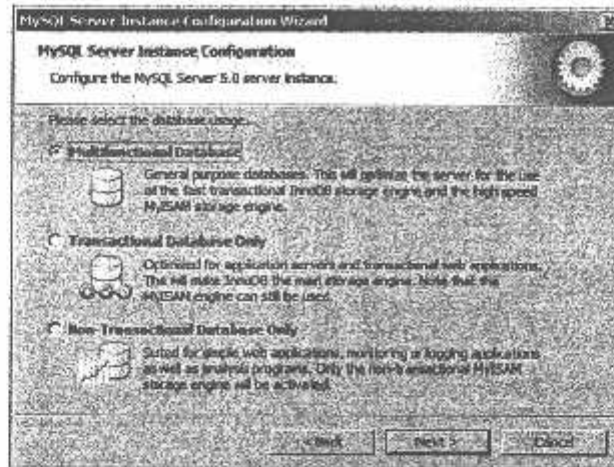 MySQL Server Instance Configuration Wizard
MySQL Server Instance Configuration
Configure the MySQL Server 5.0 server instance.
Please select the database usage.
Multifunctional Database
General purpose databases. This will optimize the server for the use
of the fast transactional InnoDB storage engine and the high speed
MyISAM storage engine.
Transactional Database Only
Optimized for application servers and transactional web applications.
This will make InnoDB the main storage engine. Note that the
MyISAM engine can still be used.
Non-Transactional Database Only
Suited for simple web applications, monitoring or logging applications
as well as analysis programs. Only the non-transactional MyISAM
storage engine will be activated.
< Back
Next >
Cancel